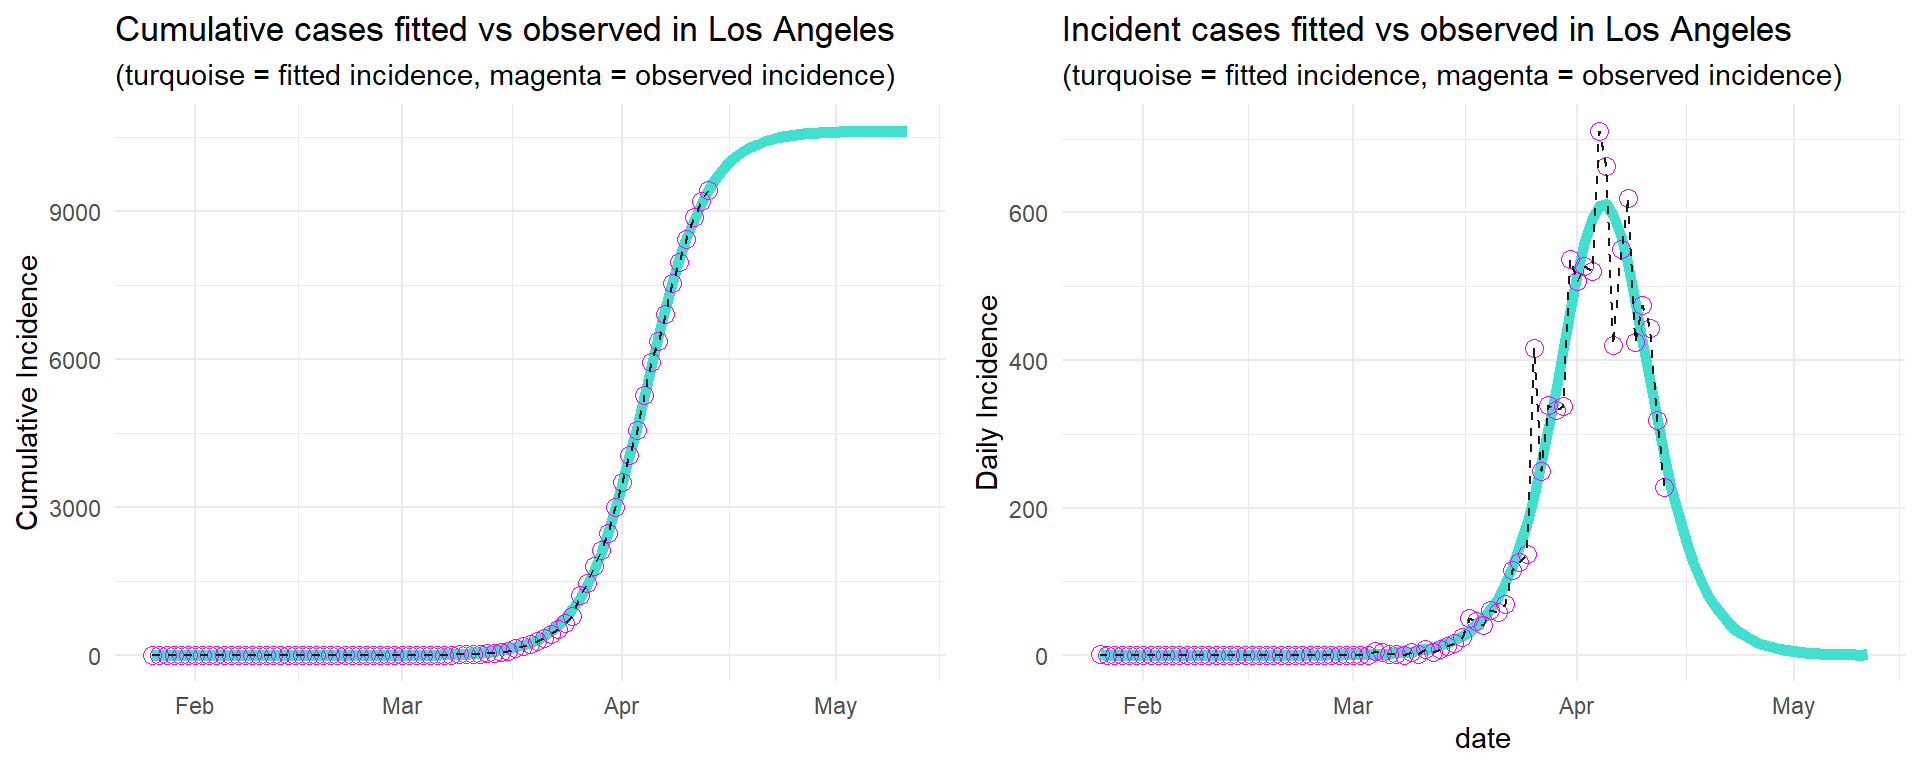 Cumulative cases fitted vs observed in Los Angeles
(turquoise = fitted incidence, magenta = observed incidence)
Cumulative Incidence
9000
6000
3000
0
Feb Mar Apr May
Incident cases fitted vs observed in Los Angeles
(turquoise = fitted incidence, magenta = observed incidence)
Daily Incidence
600
400
200
0
Feb Mar Apr May
date